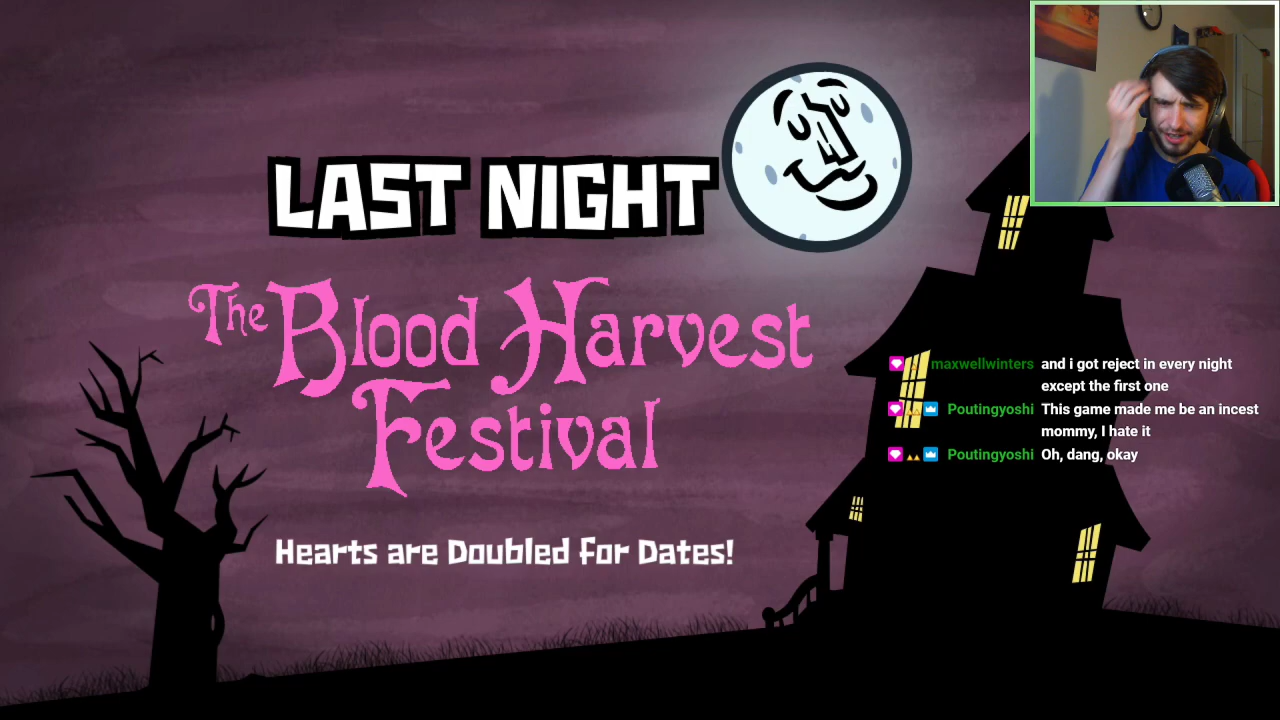 LAST NIGHT
The Blood Harvest
Festival
Hearts are Doubled for Dates!
maxwellwinters and i got reject in every night
except the first one
Poutingyoshi This game made me be an incest
mommy, I hate it
Poutingyoshi Oh, dang, okay